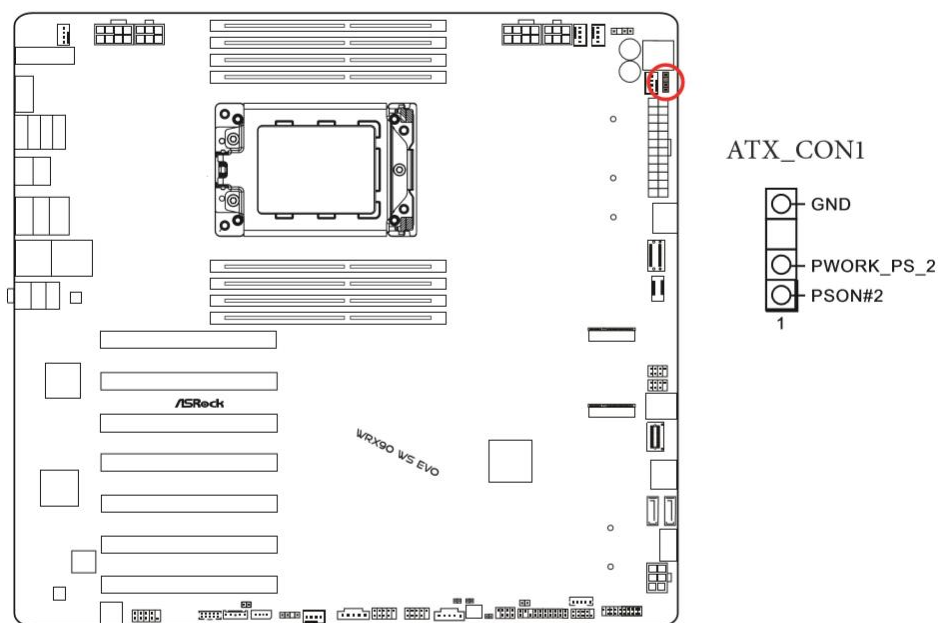 ATX_CON1
GND
PWORK_PS_2
PSON#2
1
ASRock
WRX90 WS EVO